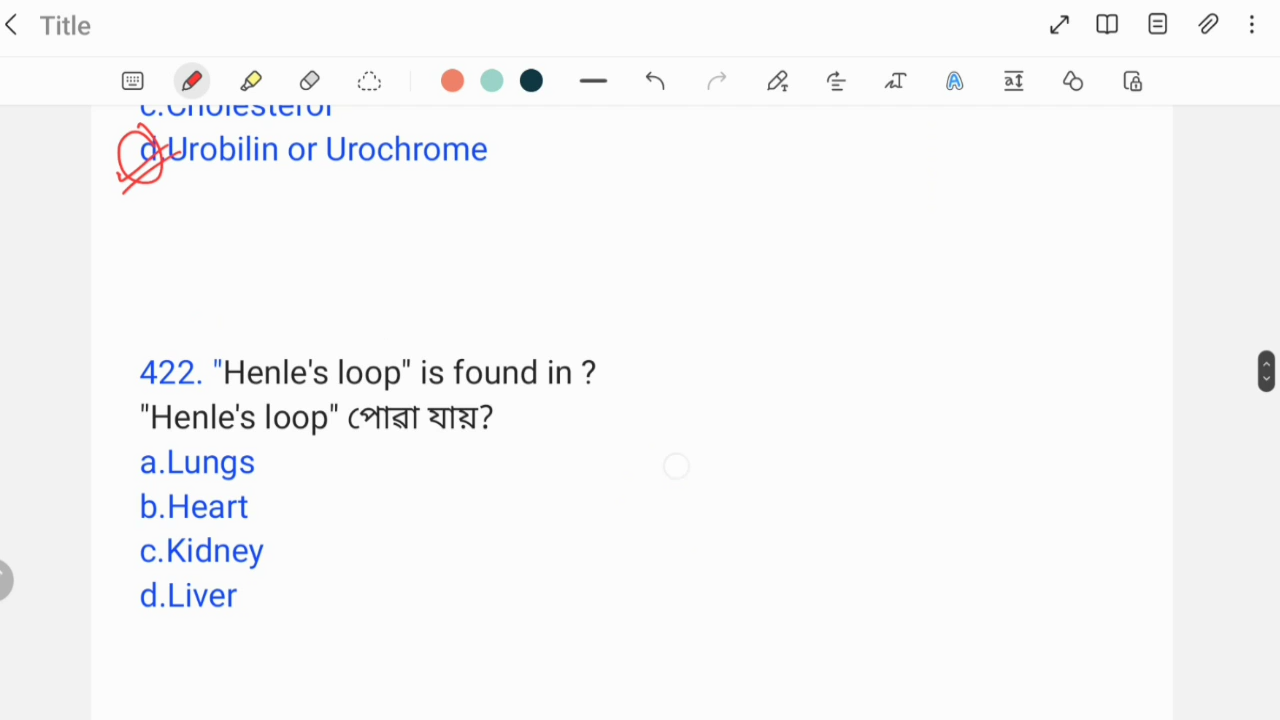 Title
c.Cholesterol
d.Urobilin or Urochrome
422. "Henle's loop" is found in ?
"Henle's loop" পোৱা যায়?
a.Lungs
b.Heart
c.Kidney
d.Liver